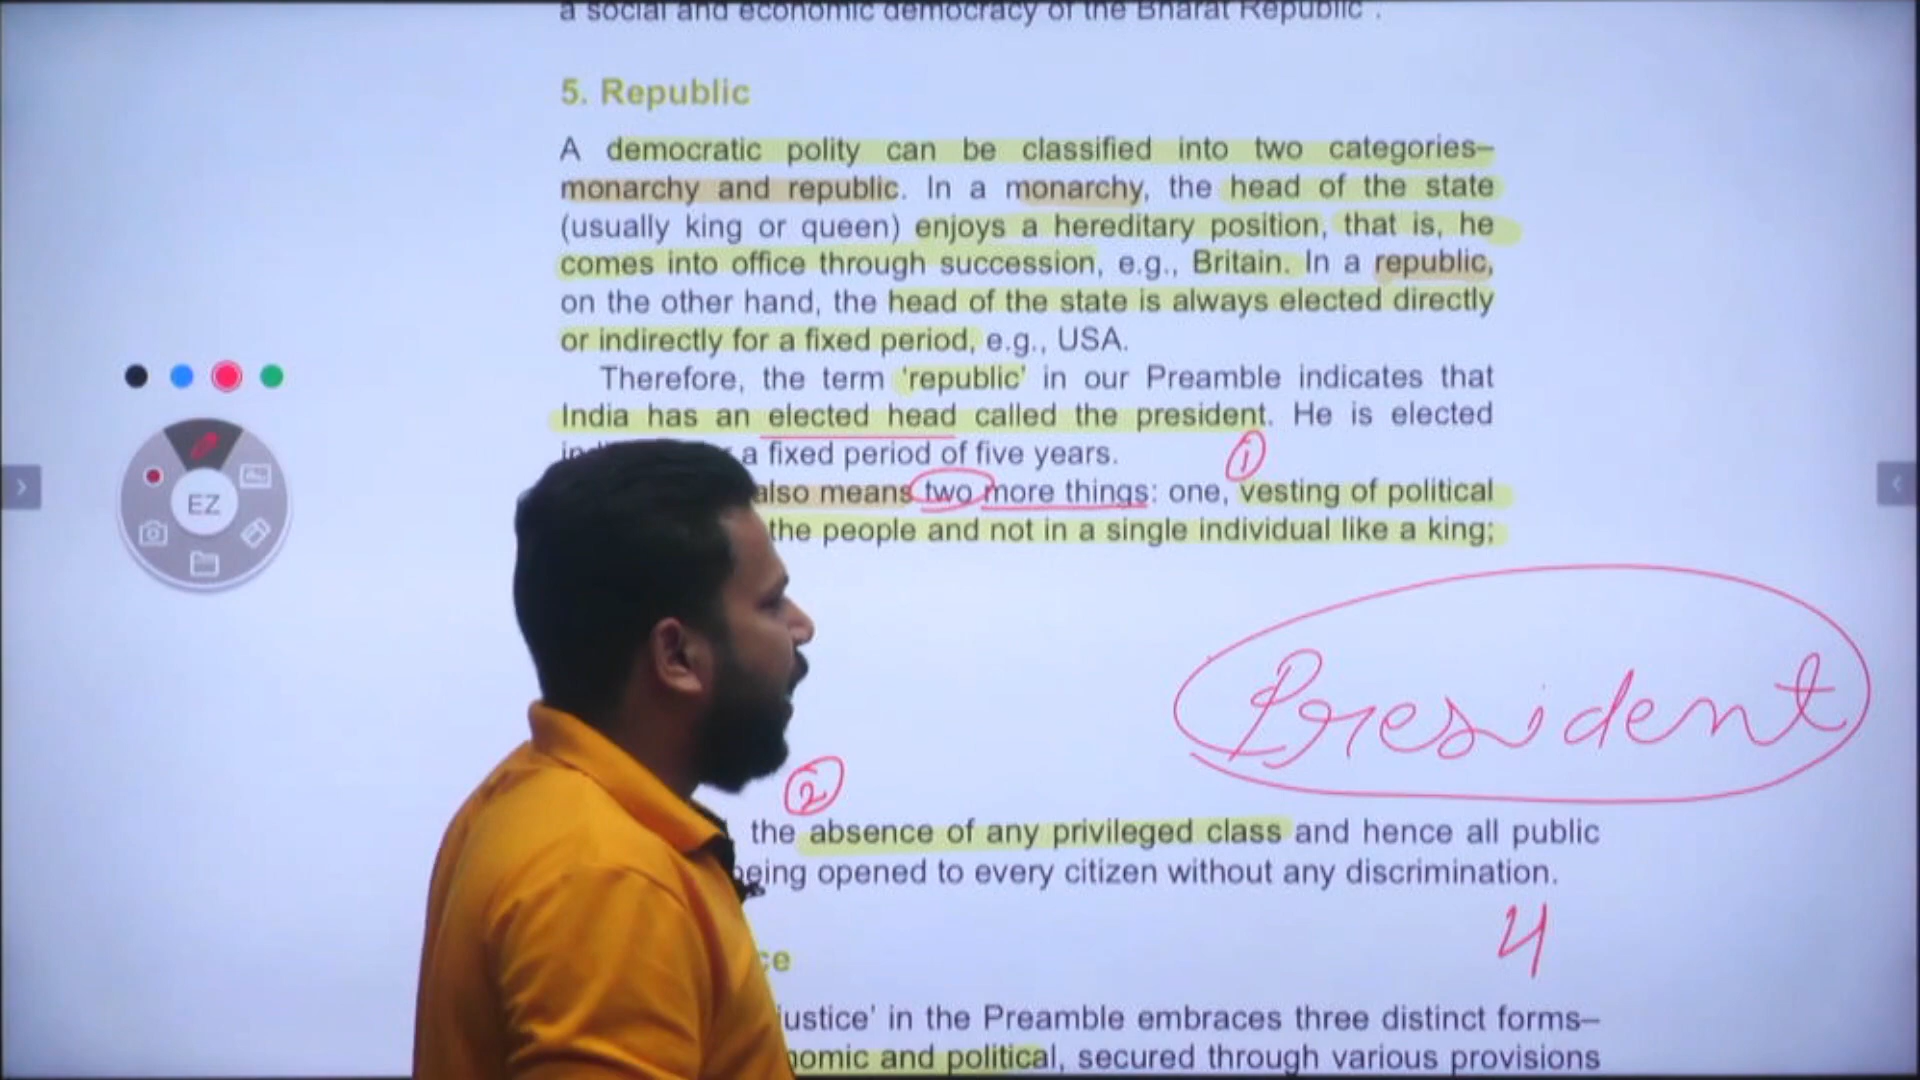 a social and economic democracy of the Bharat Republic'.
5. Republic
A democratic polity can be classified into two categories–
monarchy and republic. In a monarchy, the head of the state
(usually king or queen) enjoys a hereditary position, that is, he
comes into office through succession, e.g., Britain. In a republic,
on the other hand, the head of the state is always elected directly
or indirectly for a fixed period, e.g., USA.
Therefore, the term 'republic' in our Preamble indicates that
India has an elected head called the president. He is elected
a fixed period of five years.
1
also means two more things: one, vesting of political
the people and not in a single individual like a king;
EZ
President
2
the absence of any privileged class and hence all public
being opened to every citizen without any discrimination.
4
justice' in the Preamble embraces three distinct forms–
and political, secured through various provisions